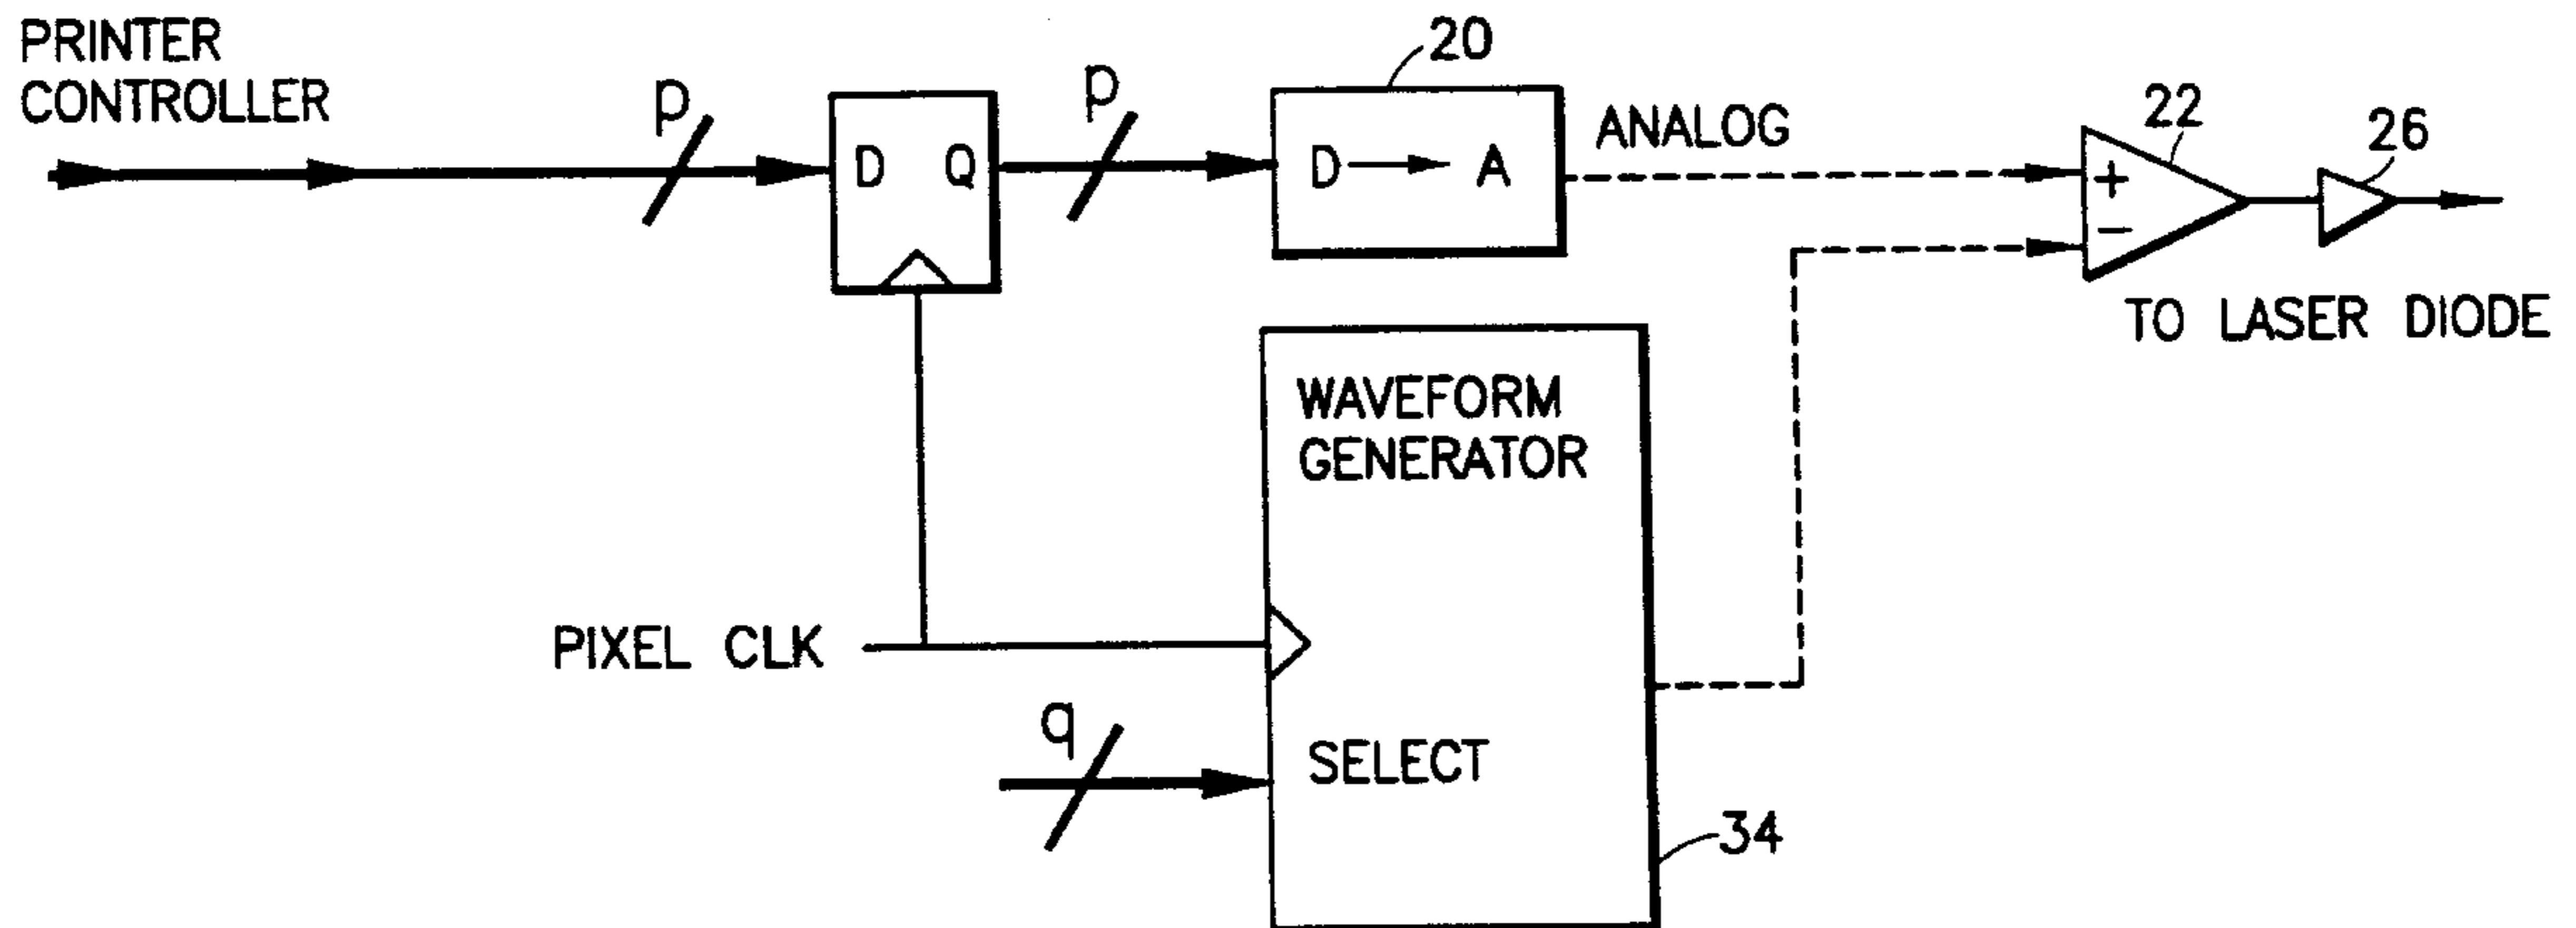 PRINTER
CONTROLLER
p
D Q
p
20
D A
ANALOG
22
+
−
26
TO LASER DIODE
WAVEFORM
GENERATOR
PIXEL CLK
q
SELECT
34